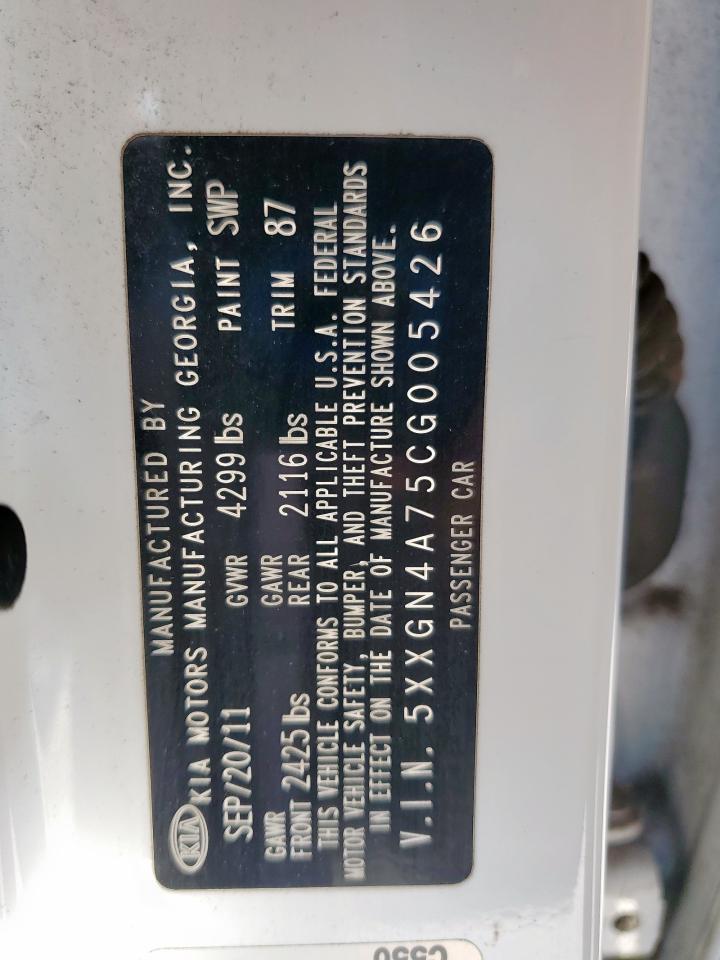 MANUFACTURED BY
KIA KIA MOTORS MANUFACTURING GEORGIA, INC.
SEP/20/11 GVWR 4299 lbs PAINT SWP
GAWR FRONT 2425 lbs GAWR REAR 2116 lbs TRIM 87
THIS VEHICLE CONFORMS TO ALL APPLICABLE U.S.A. FEDERAL
MOTOR VEHICLE SAFETY, BUMPER, AND THEFT PREVENTION STANDARDS
IN EFFECT ON THE DATE OF MANUFACTURE SHOWN ABOVE.
V.I.N. 5XXGN4A75CG005426
PASSENGER CAR
C550